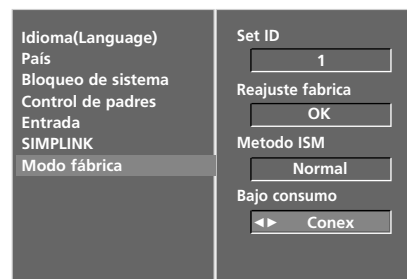 Idioma(Language)
País
Bloqueo de sistema
Control de padres
Entrada
SIMPLINK
Modo fábrica
Set ID
1
Reajuste fabrica
OK
Metodo ISM
Normal
Bajo consumo
◄► Conex